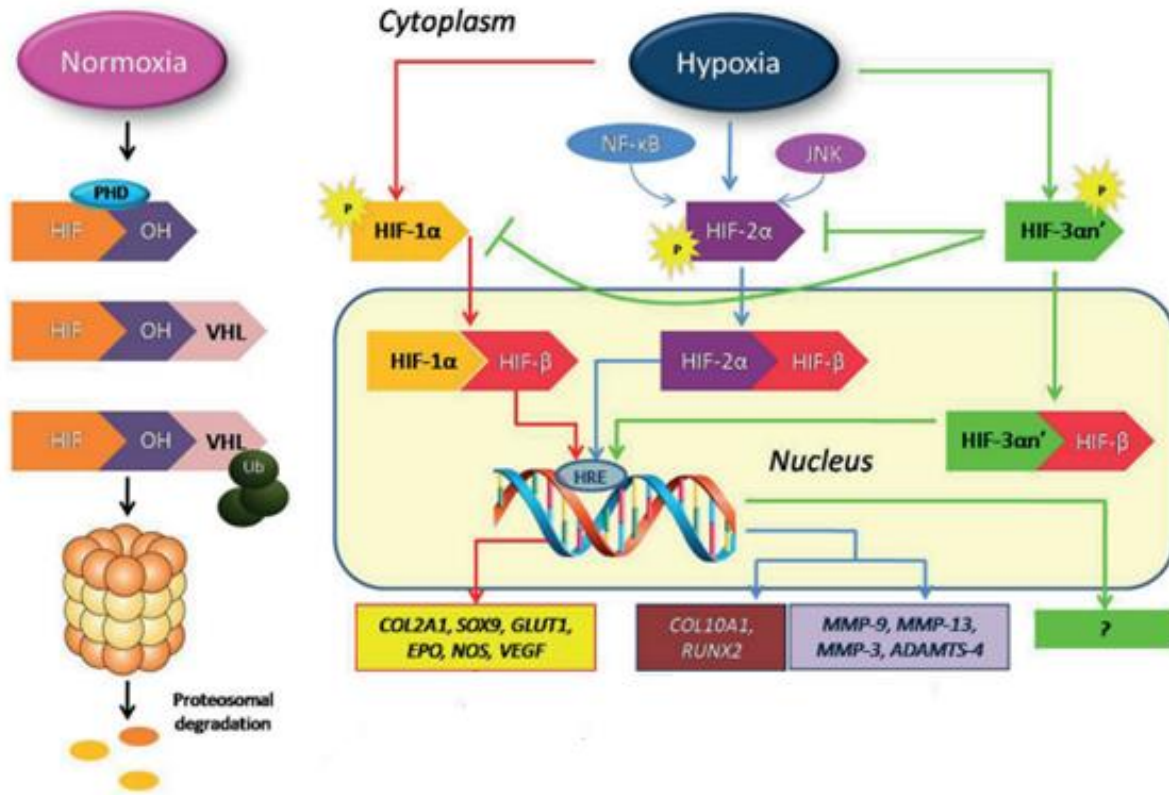 Cytoplasm
Normoxia
Hypoxia
NF-κB
JNK
PHD
HIF OH
P
HIF-1α
P
HIF-2α
P
HIF-3αn'
HIF OH VHL
HIF-1α HIF-β
HIF-2α HIF-β
HIF-3αn' HIF-β
HIF OH VHL
Ub
Nucleus
HRE
COL2A1, SOX9, GLUT1,
EPO, NOS, VEGF
COL10A1,
RUNX2
MMP-9, MMP-13,
MMP-3, ADAMTS-4
?
Proteosomal
degradation